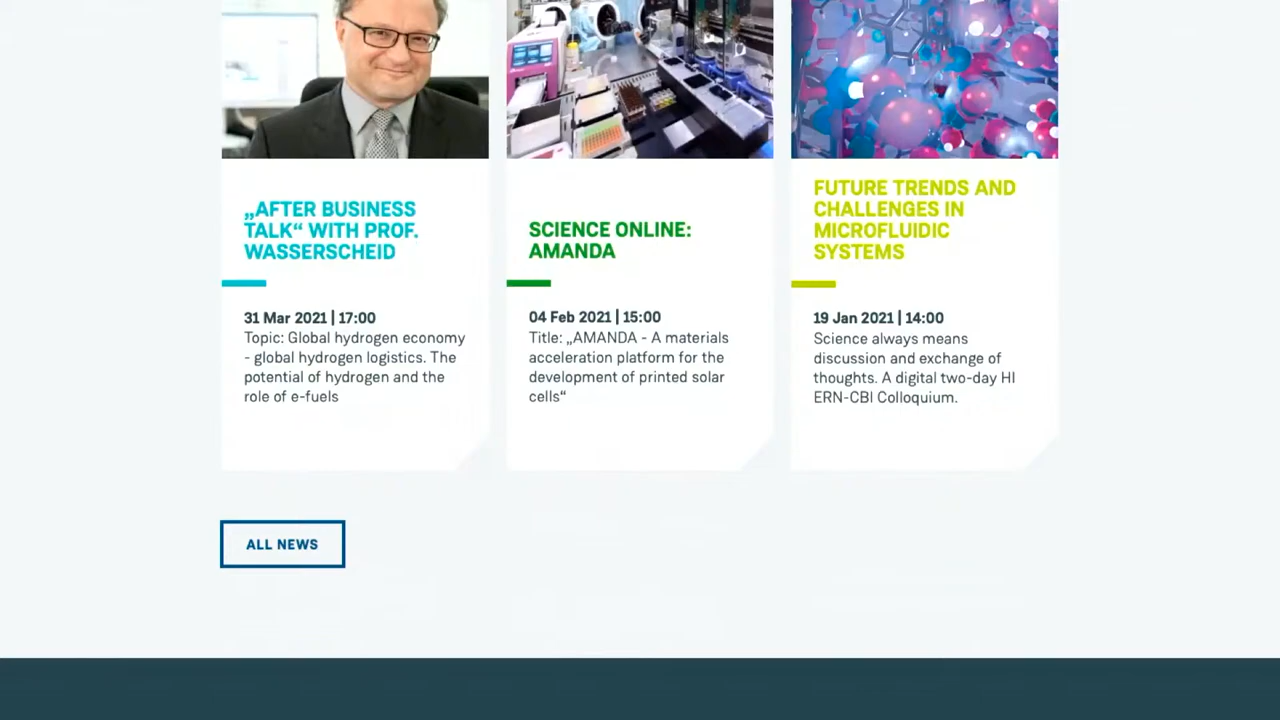 „AFTER BUSINESS
TALK“ WITH PROF.
WASSERSCHEID
31 Mar 2021 | 17:00
Topic: Global hydrogen economy
- global hydrogen logistics. The
potential of hydrogen and the
role of e-fuels
SCIENCE ONLINE:
AMANDA
04 Feb 2021 | 15:00
Title: „AMANDA - A materials
acceleration platform for the
development of printed solar
cells“
FUTURE TRENDS AND
CHALLENGES IN
MICROFLUIDIC
SYSTEMS
19 Jan 2021 | 14:00
Science always means
discussion and exchange of
thoughts. A digital two-day HI
ERN-CBI Colloquium.
ALL NEWS